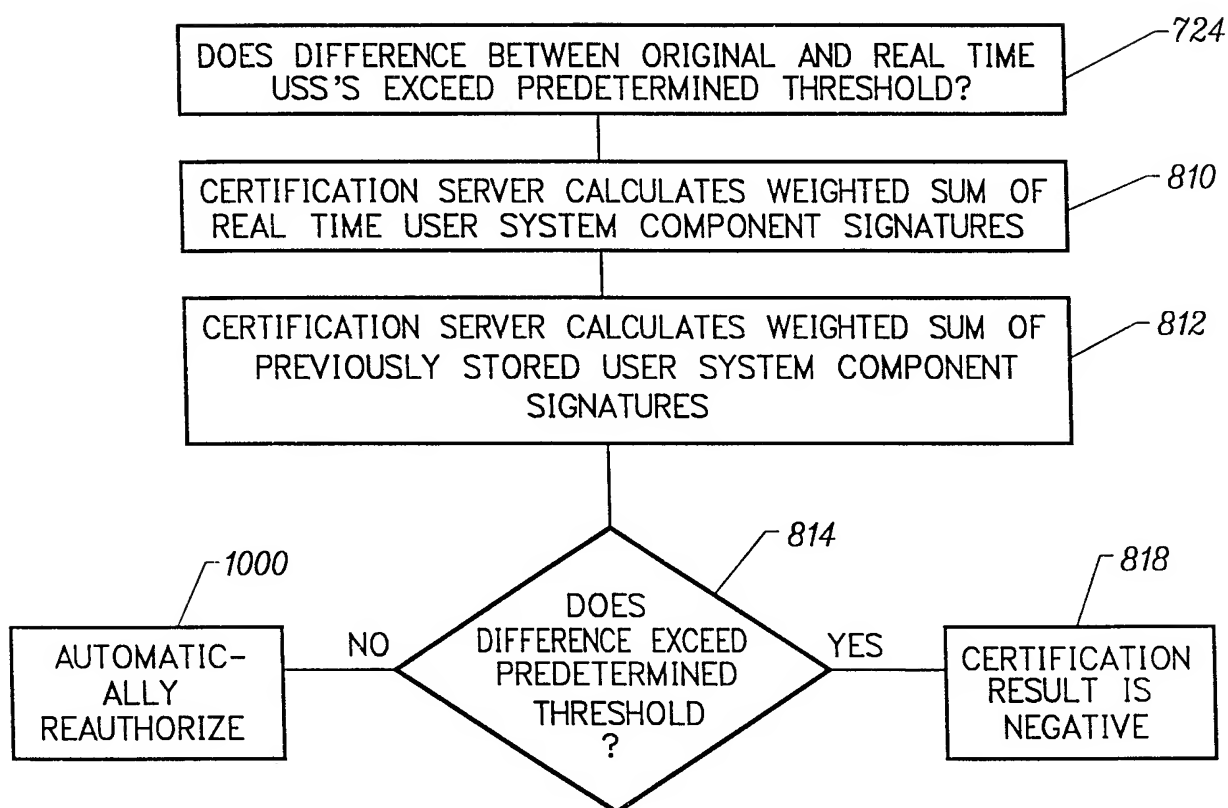 724
DOES DIFFERENCE BETWEEN ORIGINAL AND REAL TIME
USS'S EXCEED PREDETERMINED THRESHOLD?
810
CERTIFICATION SERVER CALCULATES WEIGHTED SUM OF
REAL TIME USER SYSTEM COMPONENT SIGNATURES
812
CERTIFICATION SERVER CALCULATES WEIGHTED SUM OF
PREVIOUSLY STORED USER SYSTEM COMPONENT
SIGNATURES
814
DOES
DIFFERENCE EXCEED
PREDETERMINED
THRESHOLD
?
NO
1000
AUTOMATIC-
ALLY
REAUTHORIZE
YES
818
CERTIFICATION
RESULT IS
NEGATIVE